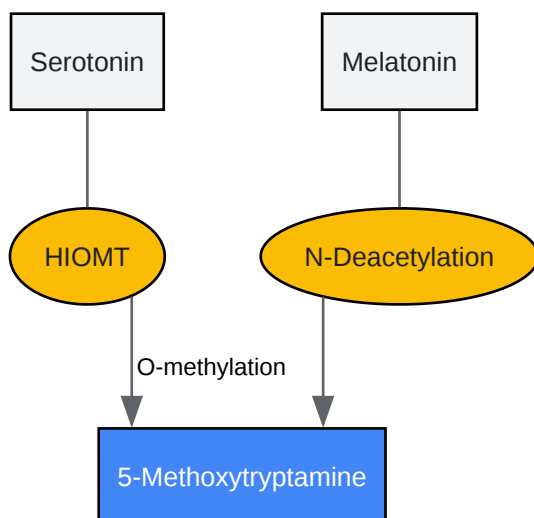 Serotonin
Melatonin
HIOMT
N-Deacetylation
O-methylation
5-Methoxytryptamine